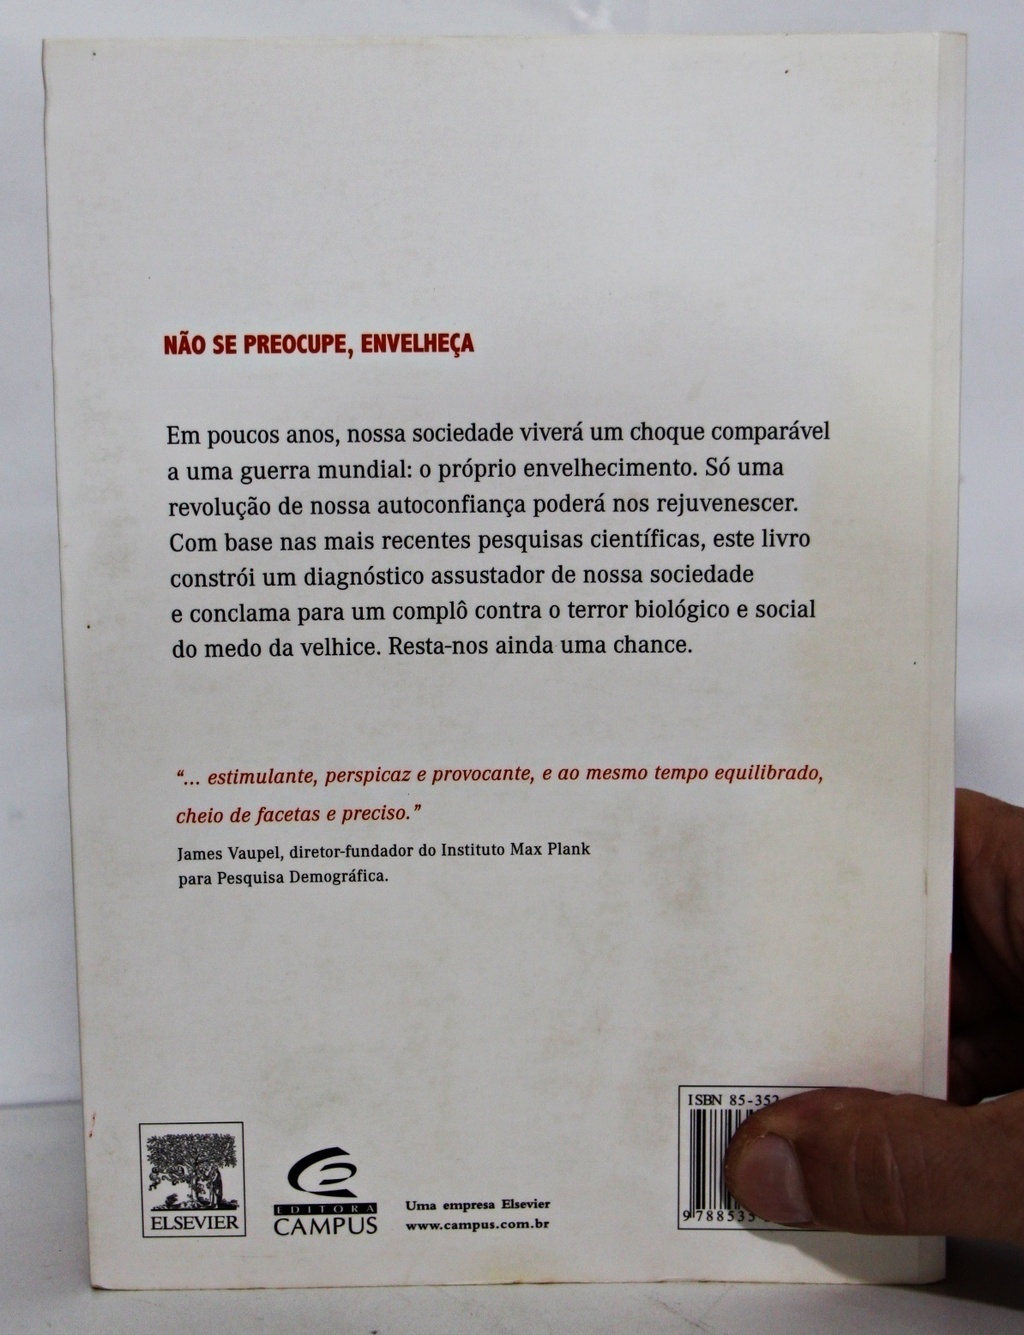 NÃO SE PREOCUPE, ENVELHEÇA
Em poucos anos, nossa sociedade viverá um choque comparável
a uma guerra mundial: o próprio envelhecimento. Só uma
revolução de nossa autoconfiança poderá nos rejuvenescer.
Com base nas mais recentes pesquisas científicas, este livro
constrói um diagnóstico assustador de nossa sociedade
e conclama para um complô contra o terror biológico e social
do medo da velhice. Resta-nos ainda uma chance.
“... estimulante, perspicaz e provocante, e ao mesmo tempo equilibrado,
cheio de facetas e preciso.”
James Vaupel, diretor-fundador do Instituto Max Plank
para Pesquisa Demográfica.
ELSEVIER
EDITORA
CAMPUS
Uma empresa Elsevier
www.campus.com.br
ISBN 85-352
9788535